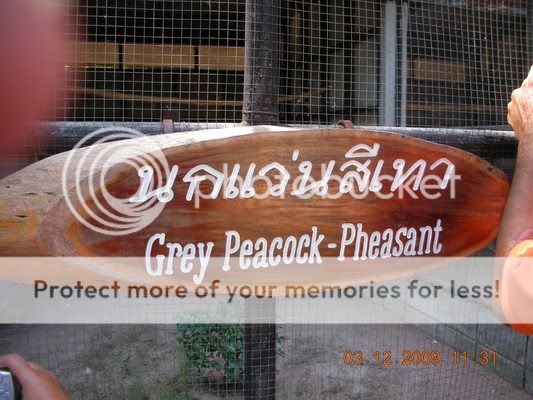 นกแว่นสีเทา
photobucket
Grey Peacock-Pheasant
Protect more of your memories for less!
03.12.2009 11:31